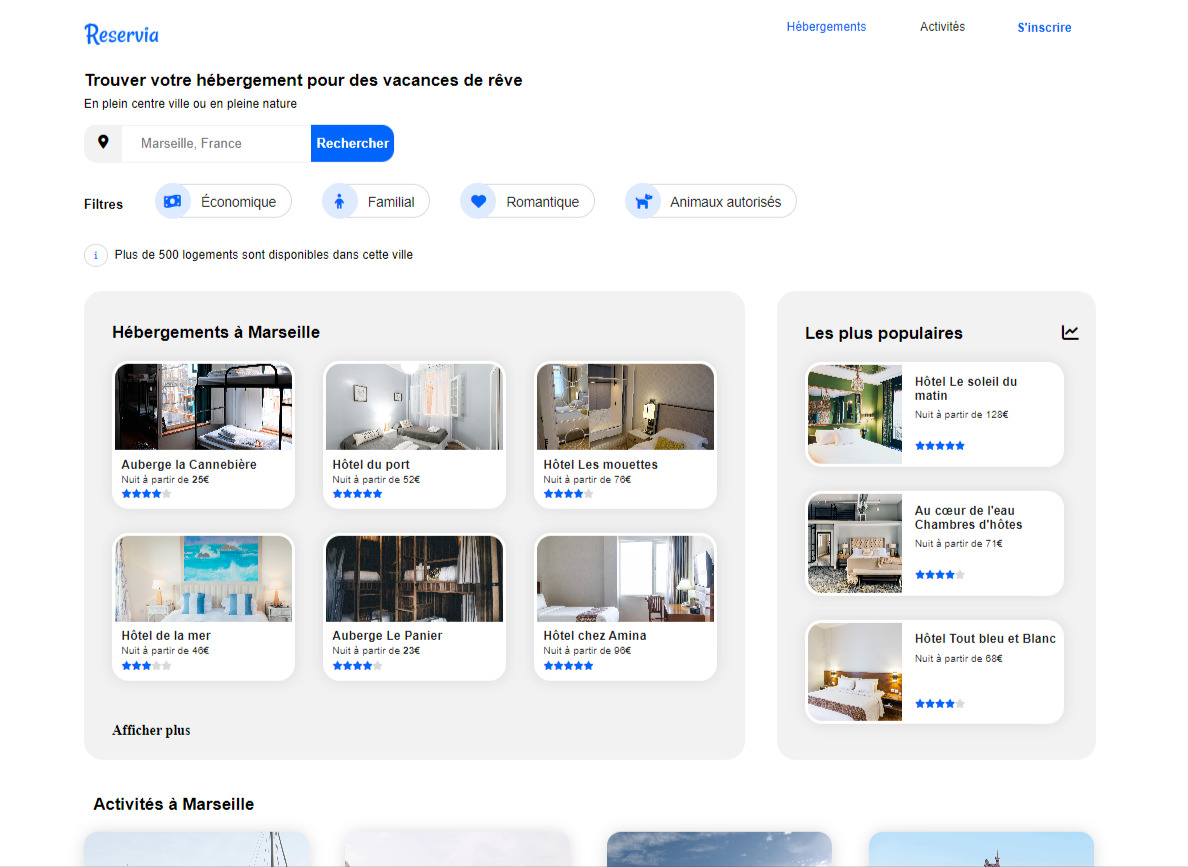 Reservia
Hébergements
Activités
S'inscrire
Trouver votre hébergement pour des vacances de rêve
En plein centre ville ou en pleine nature
Marseille, France
Rechercher
Filtres
Économique
Familial
Romantique
Animaux autorisés
i
Plus de 500 logements sont disponibles dans cette ville
Hébergements à Marseille
Auberge la Cannebière
Nuit à partir de 25€
Hôtel du port
Nuit à partir de 52€
Hôtel Les mouettes
Nuit à partir de 76€
Hôtel de la mer
Nuit à partir de 46€
Auberge Le Panier
Nuit à partir de 23€
Hôtel chez Amina
Nuit à partir de 96€
Afficher plus
Les plus populaires
Hôtel Le soleil du
matin
Nuit à partir de 128€
Au cœur de l'eau
Chambres d'hôtes
Nuit à partir de 71€
Hôtel Tout bleu et Blanc
Nuit à partir de 68€
Activités à Marseille